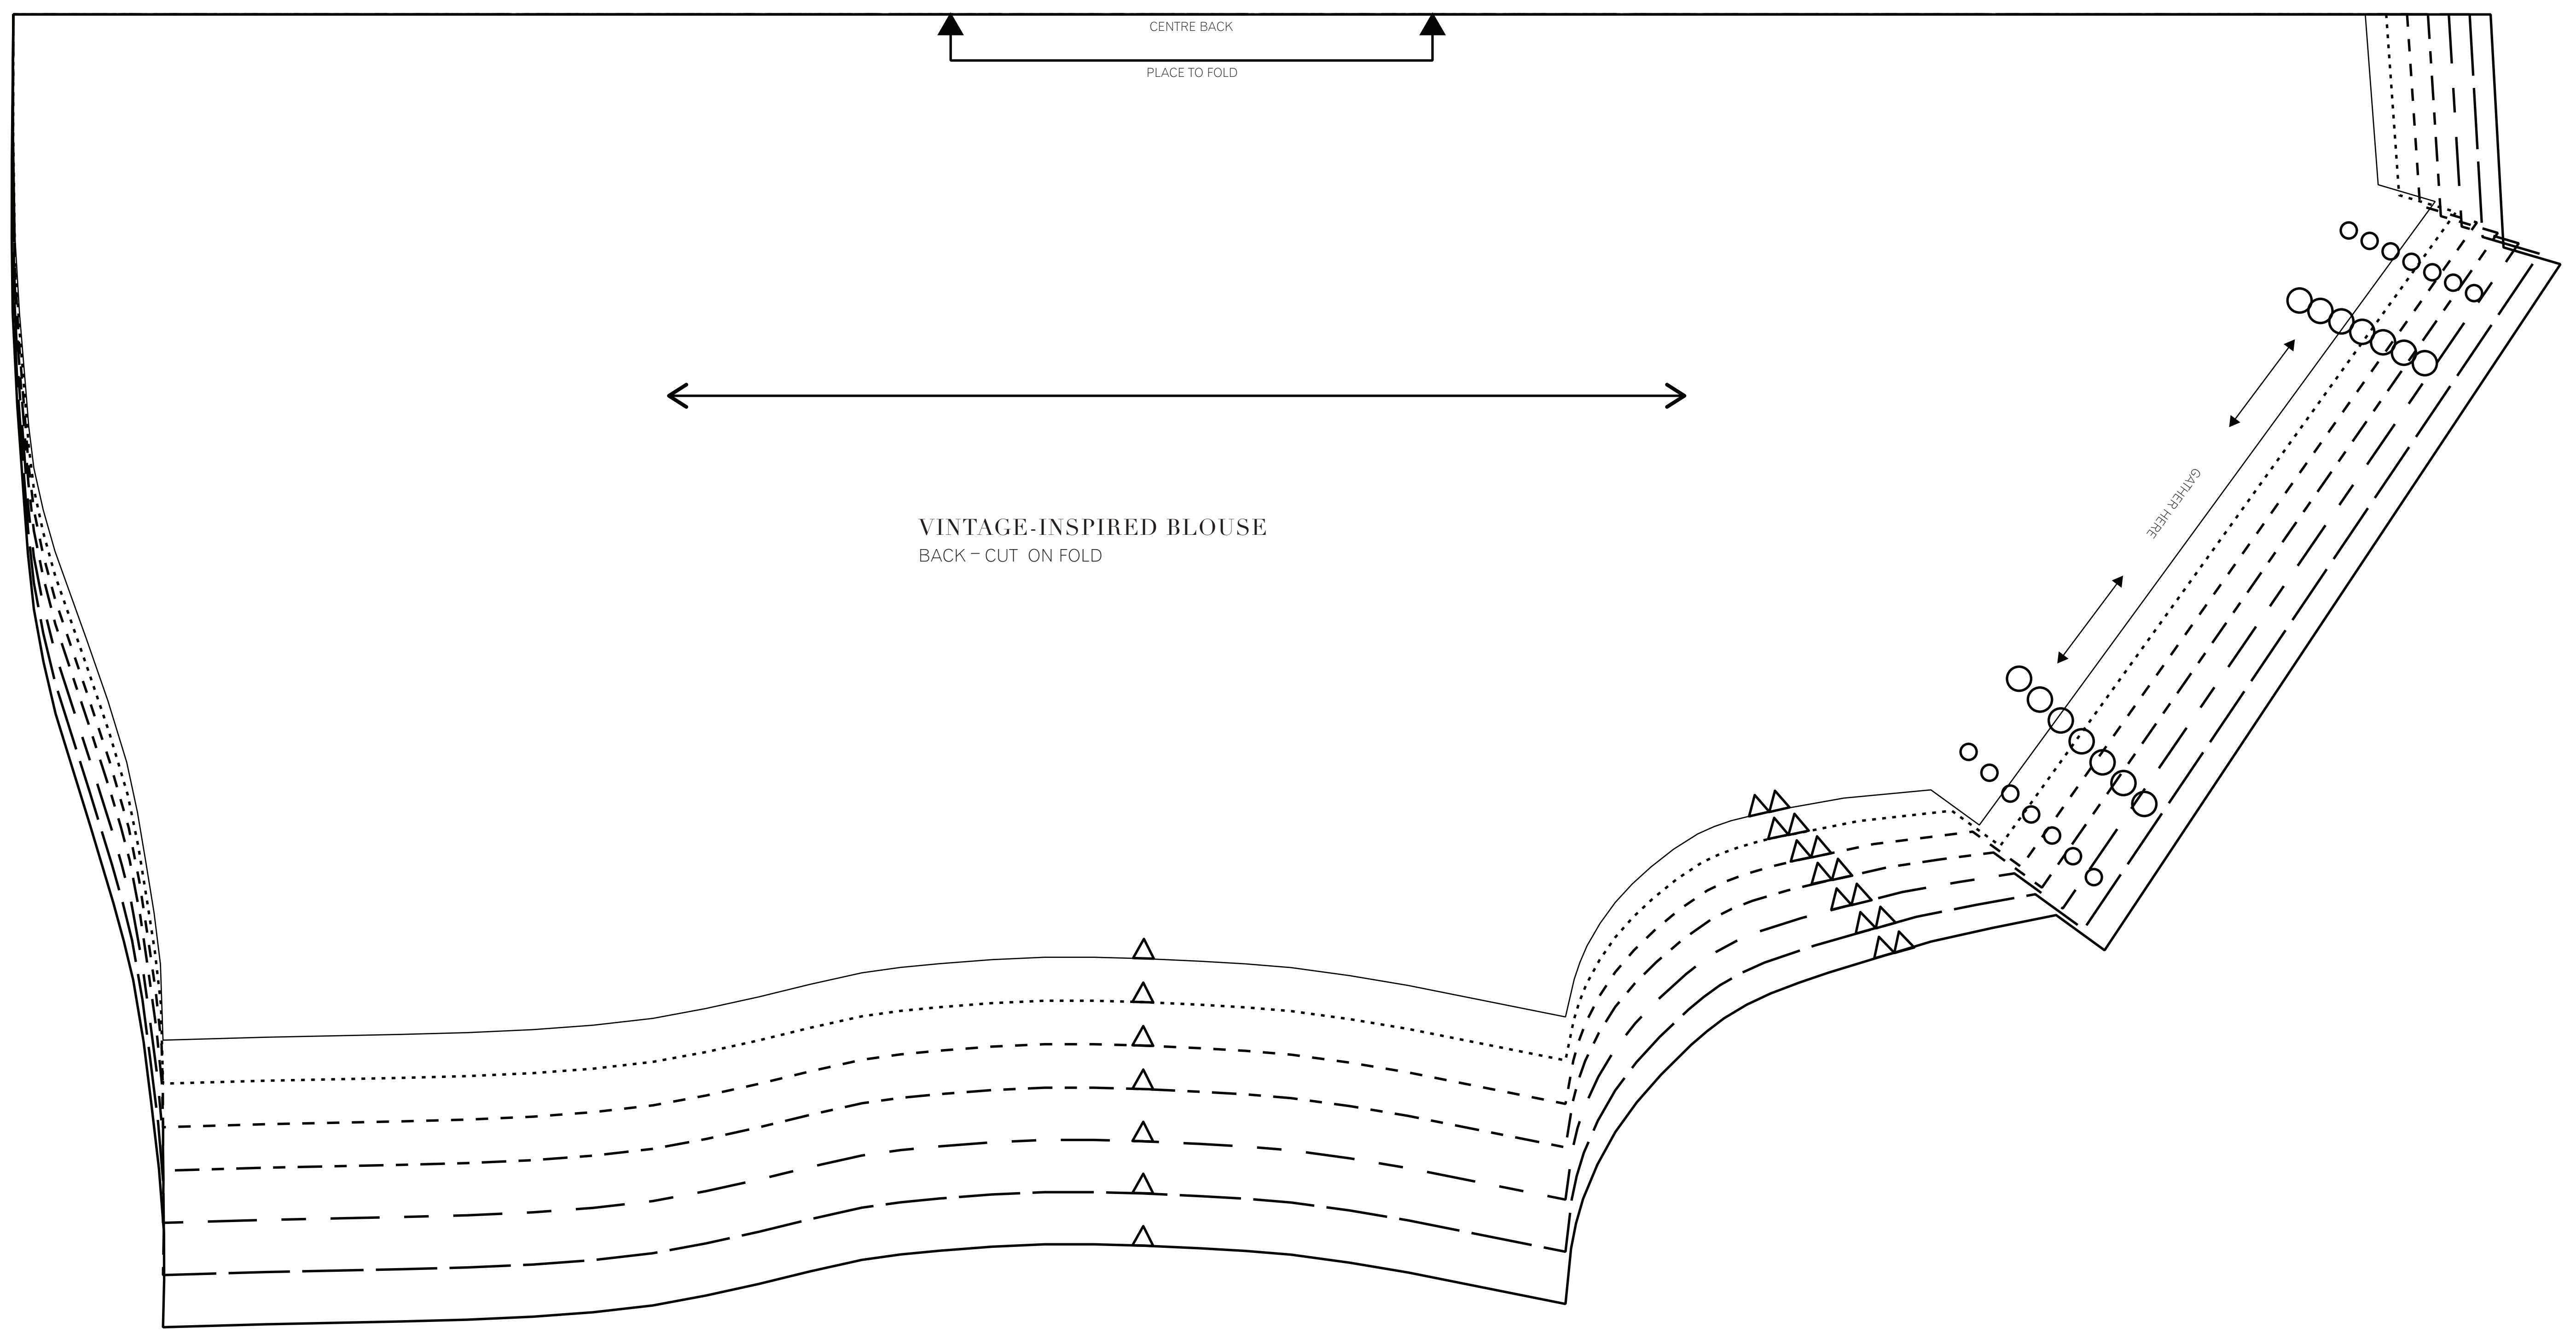 CENTRE BACK
PLACE TO FOLD
GATHER HERE
VINTAGE-INSPIRED BLOUSE
BACK – CUT ON FOLD